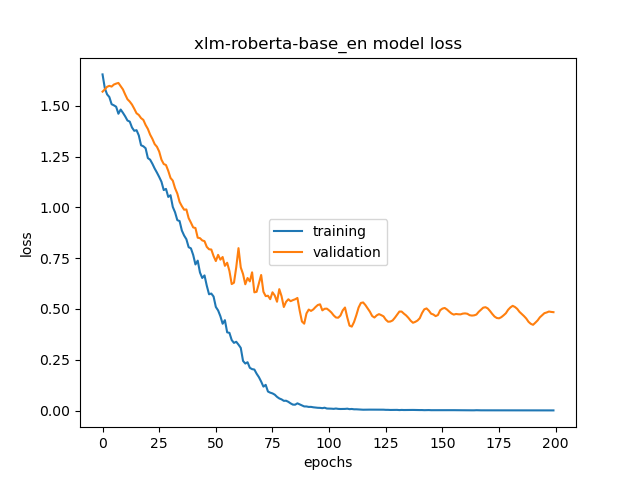 xlm-roberta-base_en model loss
loss
1.50
1.25
1.00
0.75
0.50
0.25
0.00
training
validation
0 25 50 75 100 125 150 175 200
epochs